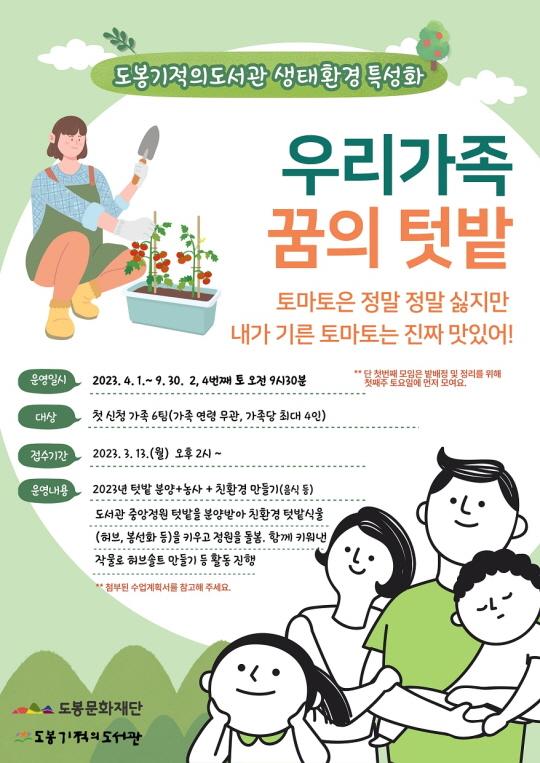 도봉기적의도서관 생태환경 특성화
우리가족
꿈의 텃밭
토마토은 정말 정말 싫지만
내가 기른 토마토는 진짜 맛있어!
운영일시 2023. 4. 1.~ 9. 30. 2, 4번째 토 오전 9시30분
** 단 첫번째 모임은 밭배정 및 정리를 위해
첫째주 토요일에 먼저 모여요.
대상 첫 신청 가족 6팀(가족 연령 무관, 가족당 최대 4인)
접수기간 2023. 3. 13.(월) 오후 2시 ~
운영내용 2023년 텃밭 분양+농사 + 친환경 만들기(음식 등)
도서관 중앙정원 텃밭을 분양받아 친환경 텃밭식물
(허브, 봉선화 등)을 키우고 정원을 돌봄. 함께 키워낸
작물로 허브솔트 만들기 등 활동 진행
** 첨부된 수업계획서를 참고해 주세요.
도봉문화재단
도봉기적의도서관